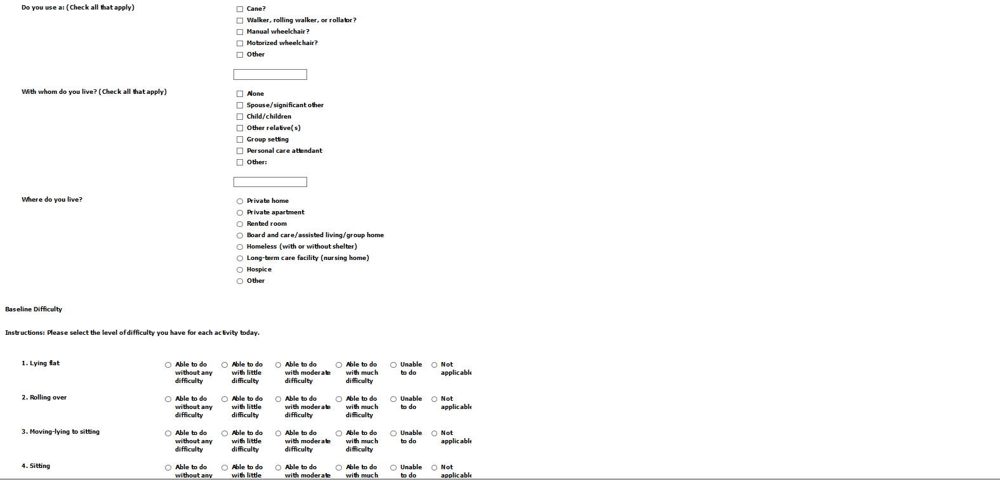 Do you use a: (Check all that apply)
Cane?
Walker, rolling walker, or rollator?
Manual wheelchair?
Motorized wheelchair?
Other
With whom do you live? (Check all that apply)
Alone
Spouse/significant other
Child/children
Other relative(s)
Group setting
Personal care attendant
Other:
Where do you live?
Private home
Private apartment
Rented room
Board and care/assisted living/group home
Homeless (with or without shelter)
Long-term care facility (nursing home)
Hospice
Other
Baseline Difficulty
Instructions: Please select the level of difficulty you have for each activity today.
1. Lying flat
Able to do
without any
difficulty
Able to do
with little
difficulty
Able to do
with moderate
difficulty
Able to do
with much
difficulty
Unable
to do
Not
applicable
2. Rolling over
Able to do
without any
difficulty
Able to do
with little
difficulty
Able to do
with moderate
difficulty
Able to do
with much
difficulty
Unable
to do
Not
applicable
3. Moving-lying to sitting
Able to do
without any
difficulty
Able to do
with little
difficulty
Able to do
with moderate
difficulty
Able to do
with much
difficulty
Unable
to do
Not
applicable
4. Sitting
Able to do
without any
Able to do
with little
Able to do
with moderate
Able to do
with much
Unable
to do
Not
applicable